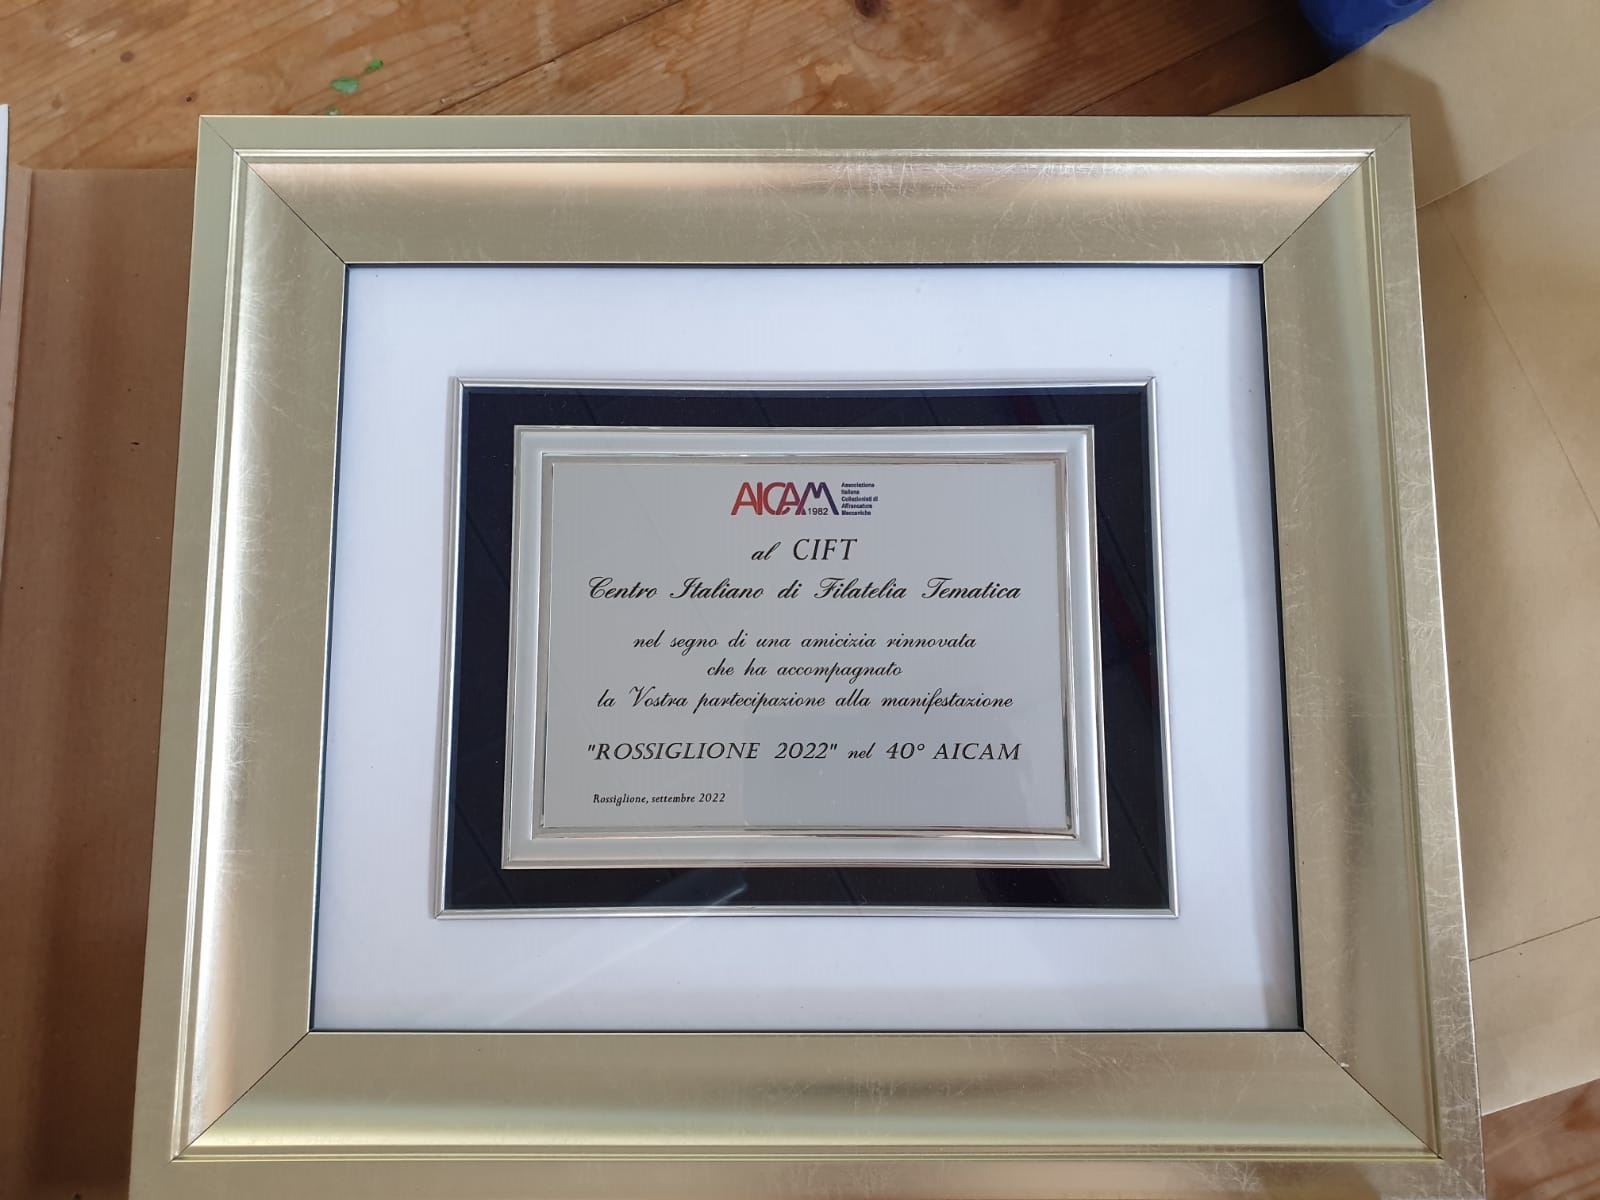 AICAM
1982
Associazione
Italiana
Collezionisti di
Affrancature
Meccaniche
al CIFT
Centro Italiano di Filatelia Tematica
nel segno di una amicizia rinnovata
che ha accompagnato
la Vostra partecipazione alla manifestazione
"ROSSIGLIONE 2022" nel 40° AICAM
Rossiglione, settembre 2022